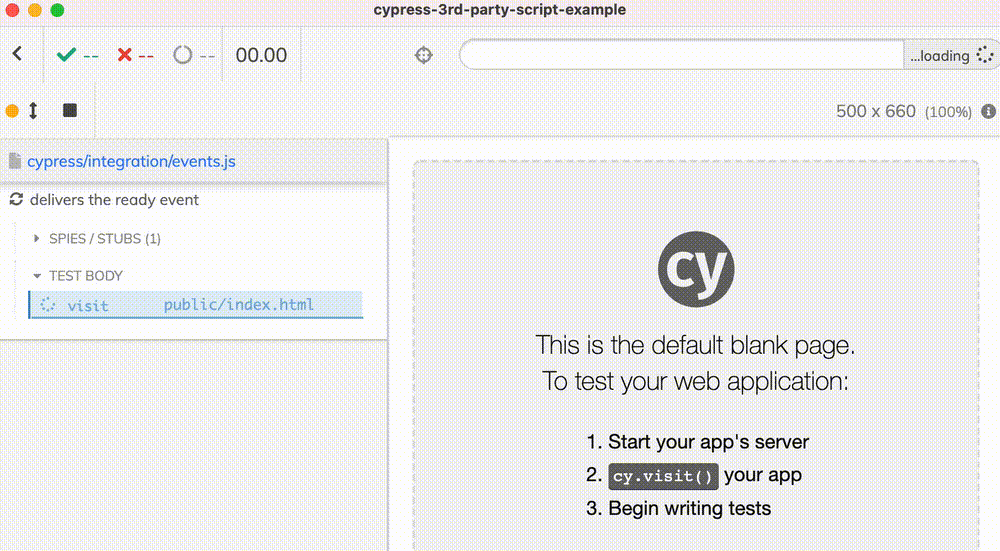 cypress-3rd-party-script-example
-- -- -- 00.00 ...loading
500 x 660 (100%)
cypress/integration/events.js
delivers the ready event
SPIES / STUBS (1)
TEST BODY
visit public/index.html
cy
This is the default blank page.
To test your web application:
1. Start your app's server
2. cy.visit() your app
3. Begin writing tests